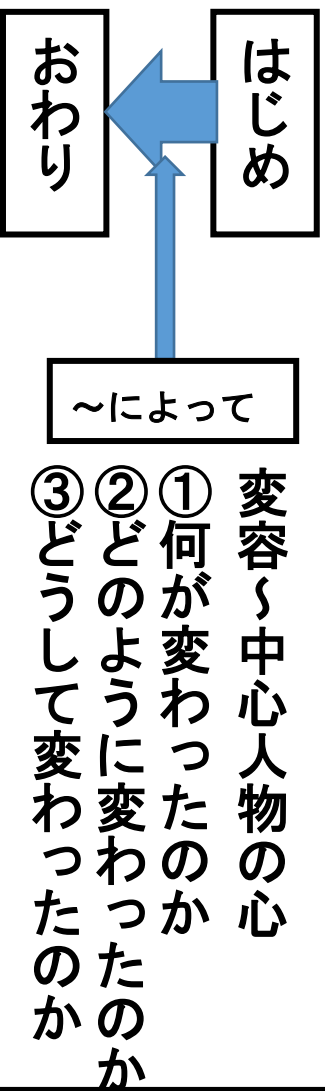 はじめ
おわり
～によって
変容～中心人物の心
①何が変わったのか
②どのように変わったのか
③どうして変わったのか